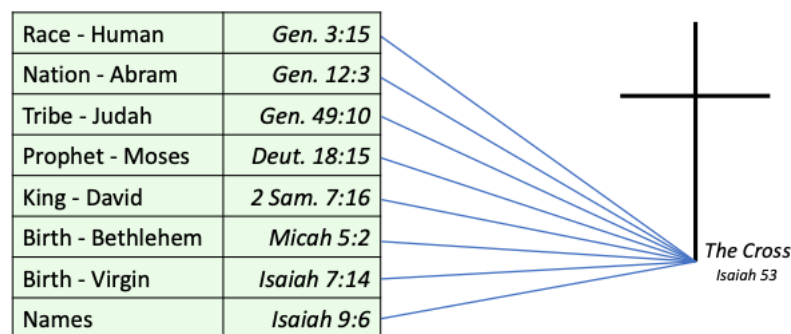 Race - Human Gen. 3:15
Nation - Abram Gen. 12:3
Tribe - Judah Gen. 49:10
Prophet - Moses Deut. 18:15
King - David 2 Sam. 7:16
Birth - Bethlehem Micah 5:2
Birth - Virgin Isaiah 7:14
Names Isaiah 9:6
The Cross
Isaiah 53